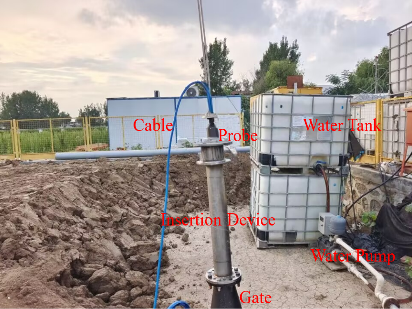 Cable
Probe
Water Tank
Insertion Device
Water Pump
Gate